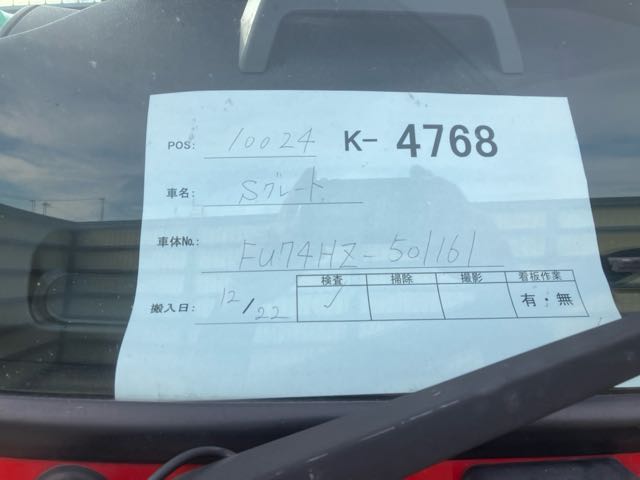 POS: 10024 K- 4768
車名: Sグレート
車体No.: FU74HZ-501161
検査 掃除 撮影 看板作業
搬入日: 12/22 ✓ 有・無